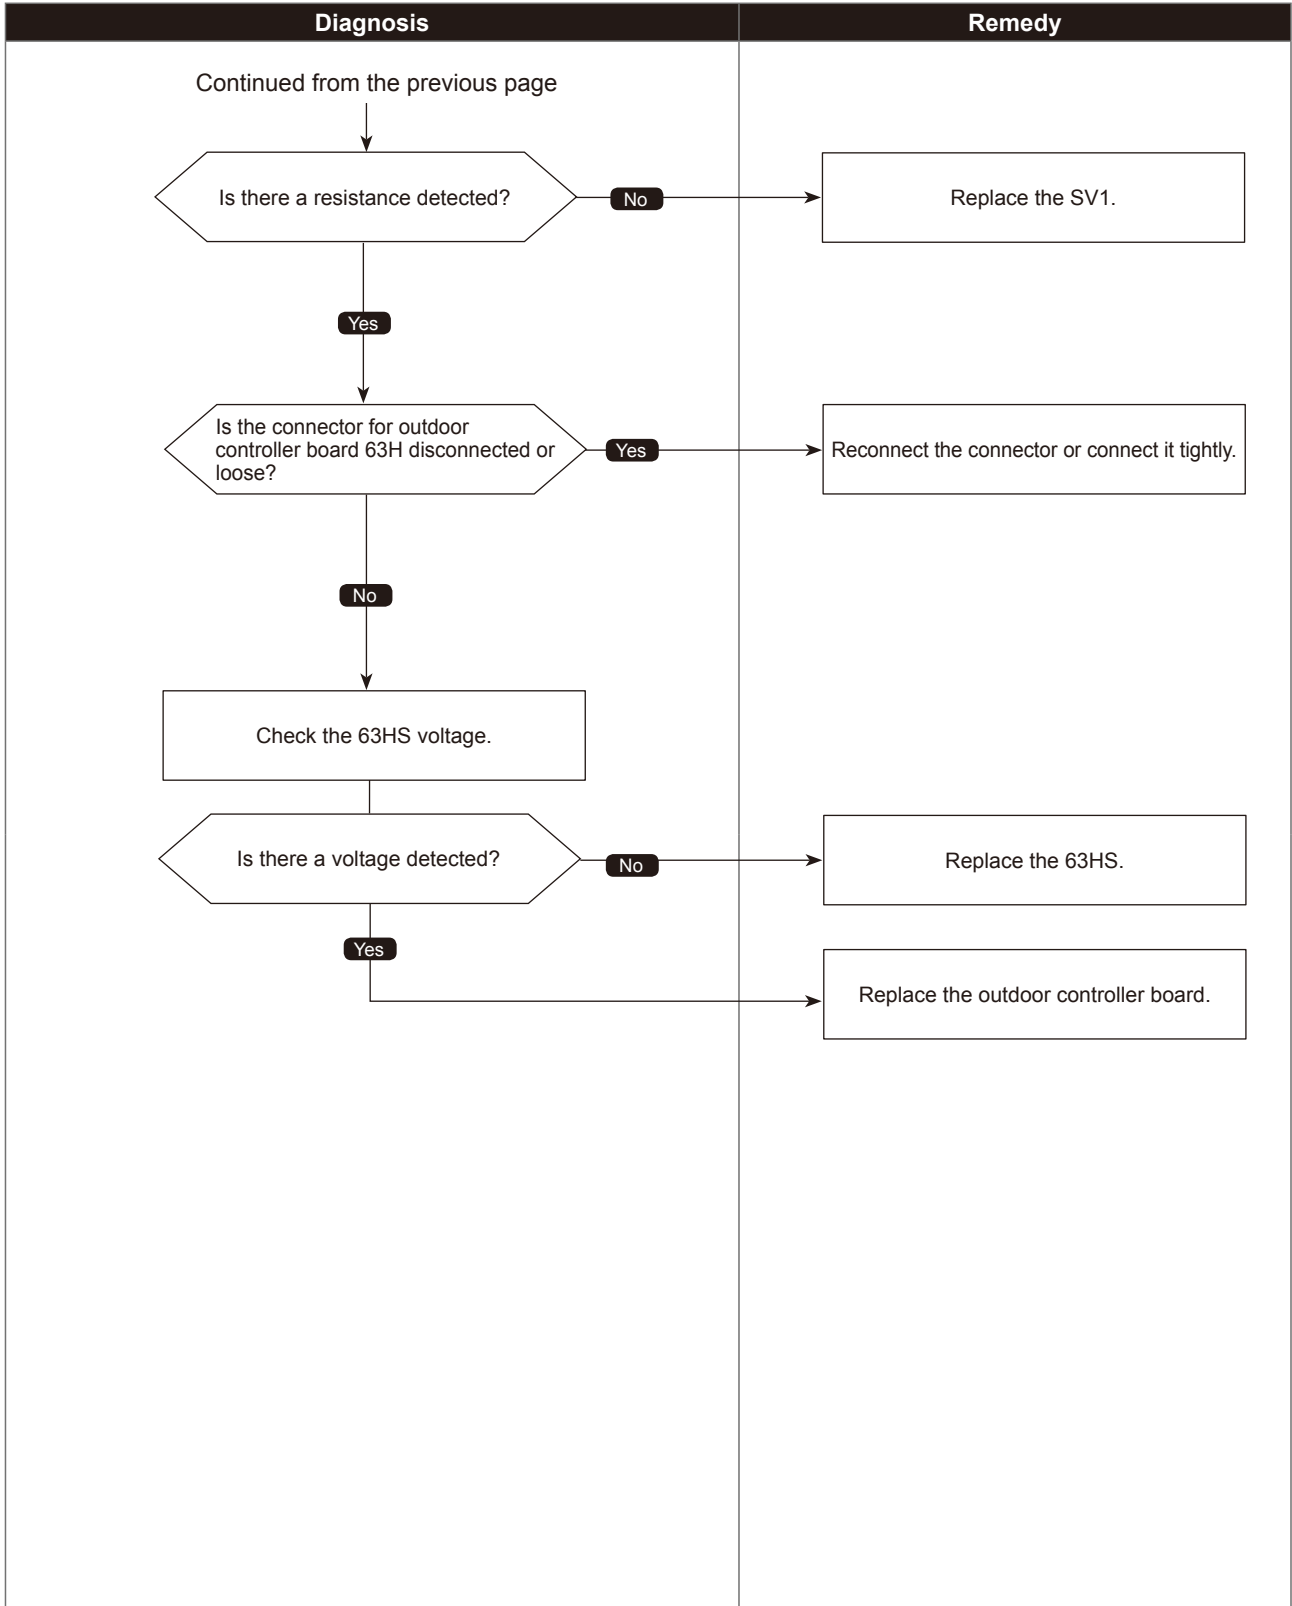 Diagnosis
Remedy
Continued from the previous page
Is there a resistance detected?
No
Replace the SV1.
Yes
Is the connector for outdoor
controller board 63H disconnected or
loose?
Yes
Reconnect the connector or connect it tightly.
No
Check the 63HS voltage.
Is there a voltage detected?
No
Replace the 63HS.
Yes
Replace the outdoor controller board.